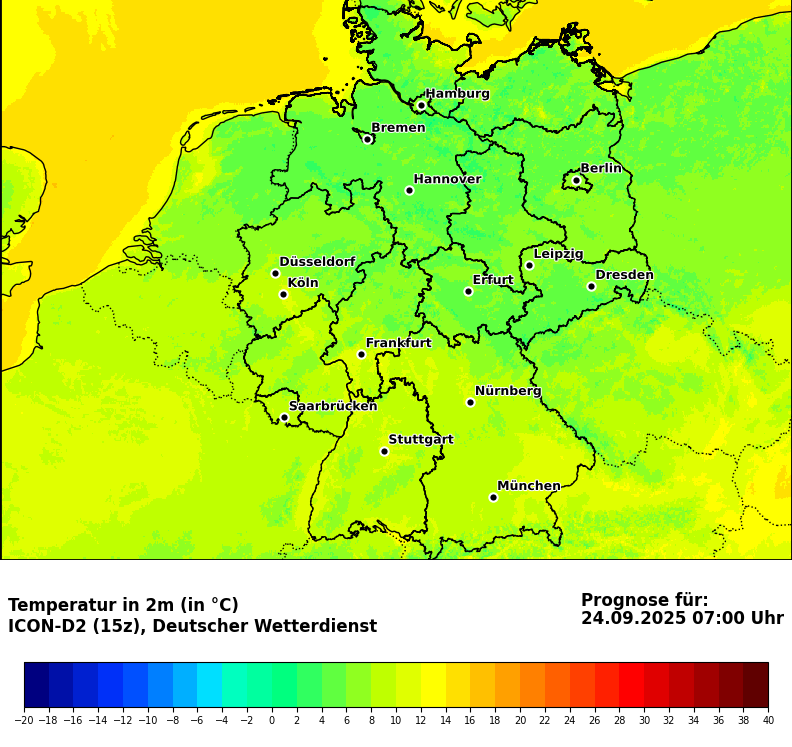 Hamburg
Bremen
Berlin
Hannover
Leipzig
Düsseldorf
Dresden
Köln
Erfurt
Frankfurt
Nürnberg
Saarbrücken
Stuttgart
München
Temperatur in 2m (in °C)
ICON-D2 (15z), Deutscher Wetterdienst
Prognose für:
24.09.2025 07:00 Uhr
−20 −18 −16 −14 −12 −10 −8 −6 −4 −2 0 2 4 6 8 10 12 14 16 18 20 22 24 26 28 30 32 34 36 38 40